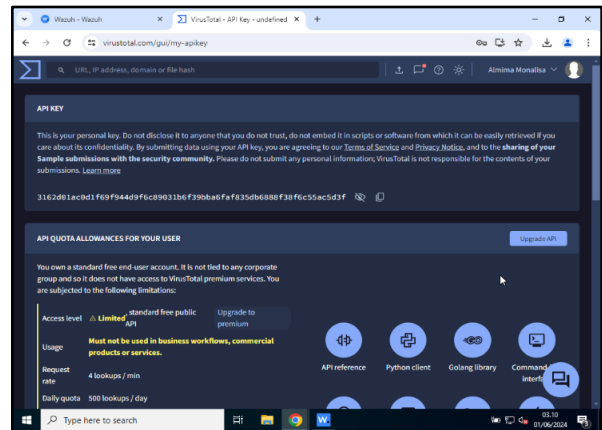 Wazuh - Wazuh
VirusTotal - API Key - undefined
virustotal.com/gui/my-apikey
URL, IP address, domain or file hash
Almima Monalisa
API KEY
This is your personal key. Do not disclose it to anyone that you do not trust, do not embed it in scripts or software from which it can be easily retrieved if you
care about its confidentiality. By submitting data using your API key, you are agreeing to our Terms of Service and Privacy Notice, and to the sharing of your
Sample submissions with the security community. Please do not submit any personal information; VirusTotal is not responsible for the contents of your
submissions. Learn more
3162d01ac0d1f69f944d9f6c89031b6f39bba6faf835db6888f38f6c55ac5d3f
API QUOTA ALLOWANCES FOR YOUR USER
Upgrade API
You own a standard free end-user account. It is not tied to any corporate
group and so it does not have access to VirusTotal premium services. You
are subjected to the following limitations:
Access level Limited, standard free public API
Upgrade to premium
Usage Must not be used in business workflows, commercial products or services.
Request rate 4 lookups / min
Daily quota 500 lookups / day
API reference
Python client
Golang library
Command
interf
Type here to search
W
03.10
01/06/2024